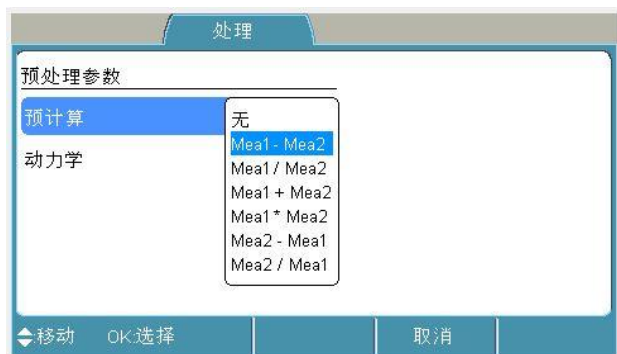 处理
预处理参数
预计算
无
Mea1 - Mea2
动力学
Mea1 / Mea2
Mea1 + Mea2
Mea1 * Mea2
Mea2 - Mea1
Mea2 / Mea1
移动 OK:选择 取消